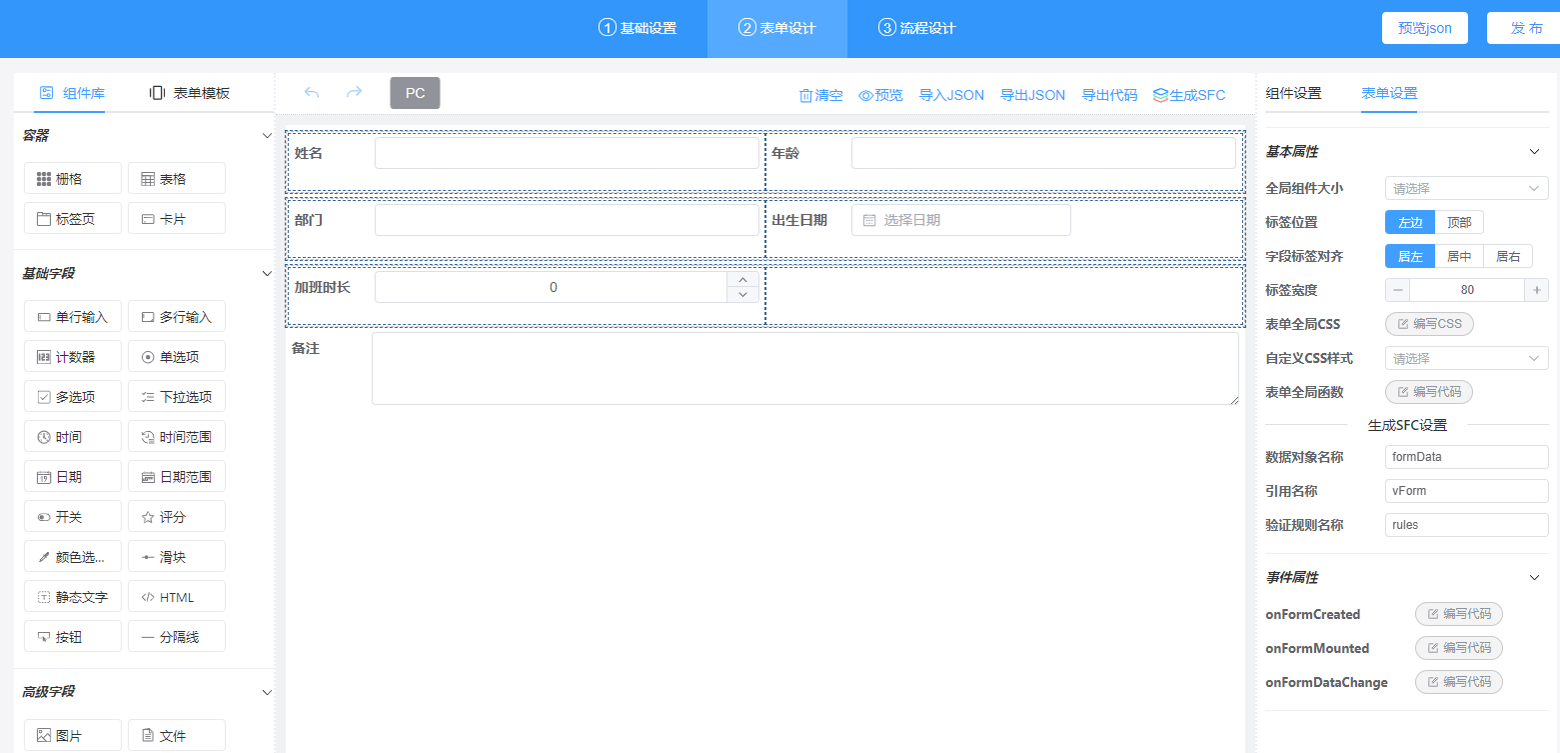 ① 基础设置 ② 表单设计 ③ 流程设计 预览json 发 布
组件库 表单模板
PC 清空 预览 导入JSON 导出JSON 导出代码 生成SFC
组件设置 表单设置
容器
栅格 表格
标签页 卡片
基础字段
单行输入 多行输入
计数器 单选项
多选项 下拉选项
时间 时间范围
日期 日期范围
开关 评分
颜色选... 滑块
静态文字 HTML
按钮 分隔线
高级字段
图片 文件
姓名 年龄
部门 出生日期 选择日期
加班时长 0
备注
基本属性
全局组件大小 请选择
标签位置 左边 顶部
字段标签对齐 居左 居中 居右
标签宽度 80
表单全局CSS 编写CSS
自定义CSS样式 请选择
表单全局函数 编写代码
生成SFC设置
数据对象名称 formData
引用名称 vForm
验证规则名称 rules
事件属性
onFormCreated 编写代码
onFormMounted 编写代码
onFormDataChange 编写代码